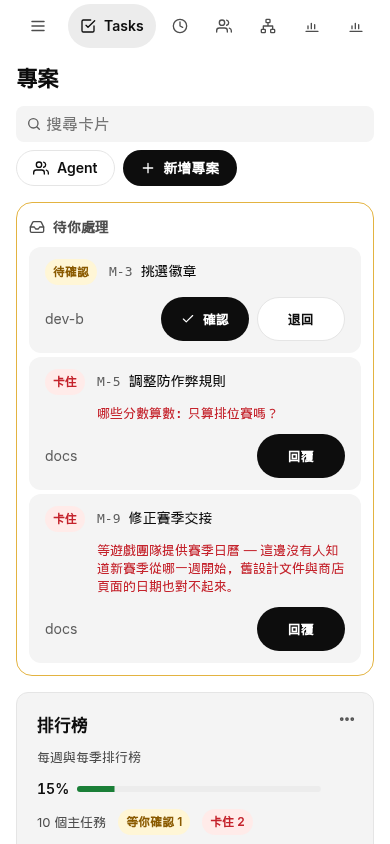 Tasks
專案
搜尋卡片
Agent
新增專案
待你處理
待確認 M-3 挑選徽章
dev-b 確認 退回
卡住 M-5 調整防作弊規則
哪些分數算數：只算排位賽嗎？
docs 回覆
卡住 M-9 修正賽季交接
等遊戲團隊提供賽季日曆 — 這邊沒有人知
道新賽季從哪一週開始，舊設計文件與商店
頁面的日期也對不起來。
docs 回覆
排行榜
每週與每季排行榜
15%
10 個主任務 等你確認 1 卡住 2